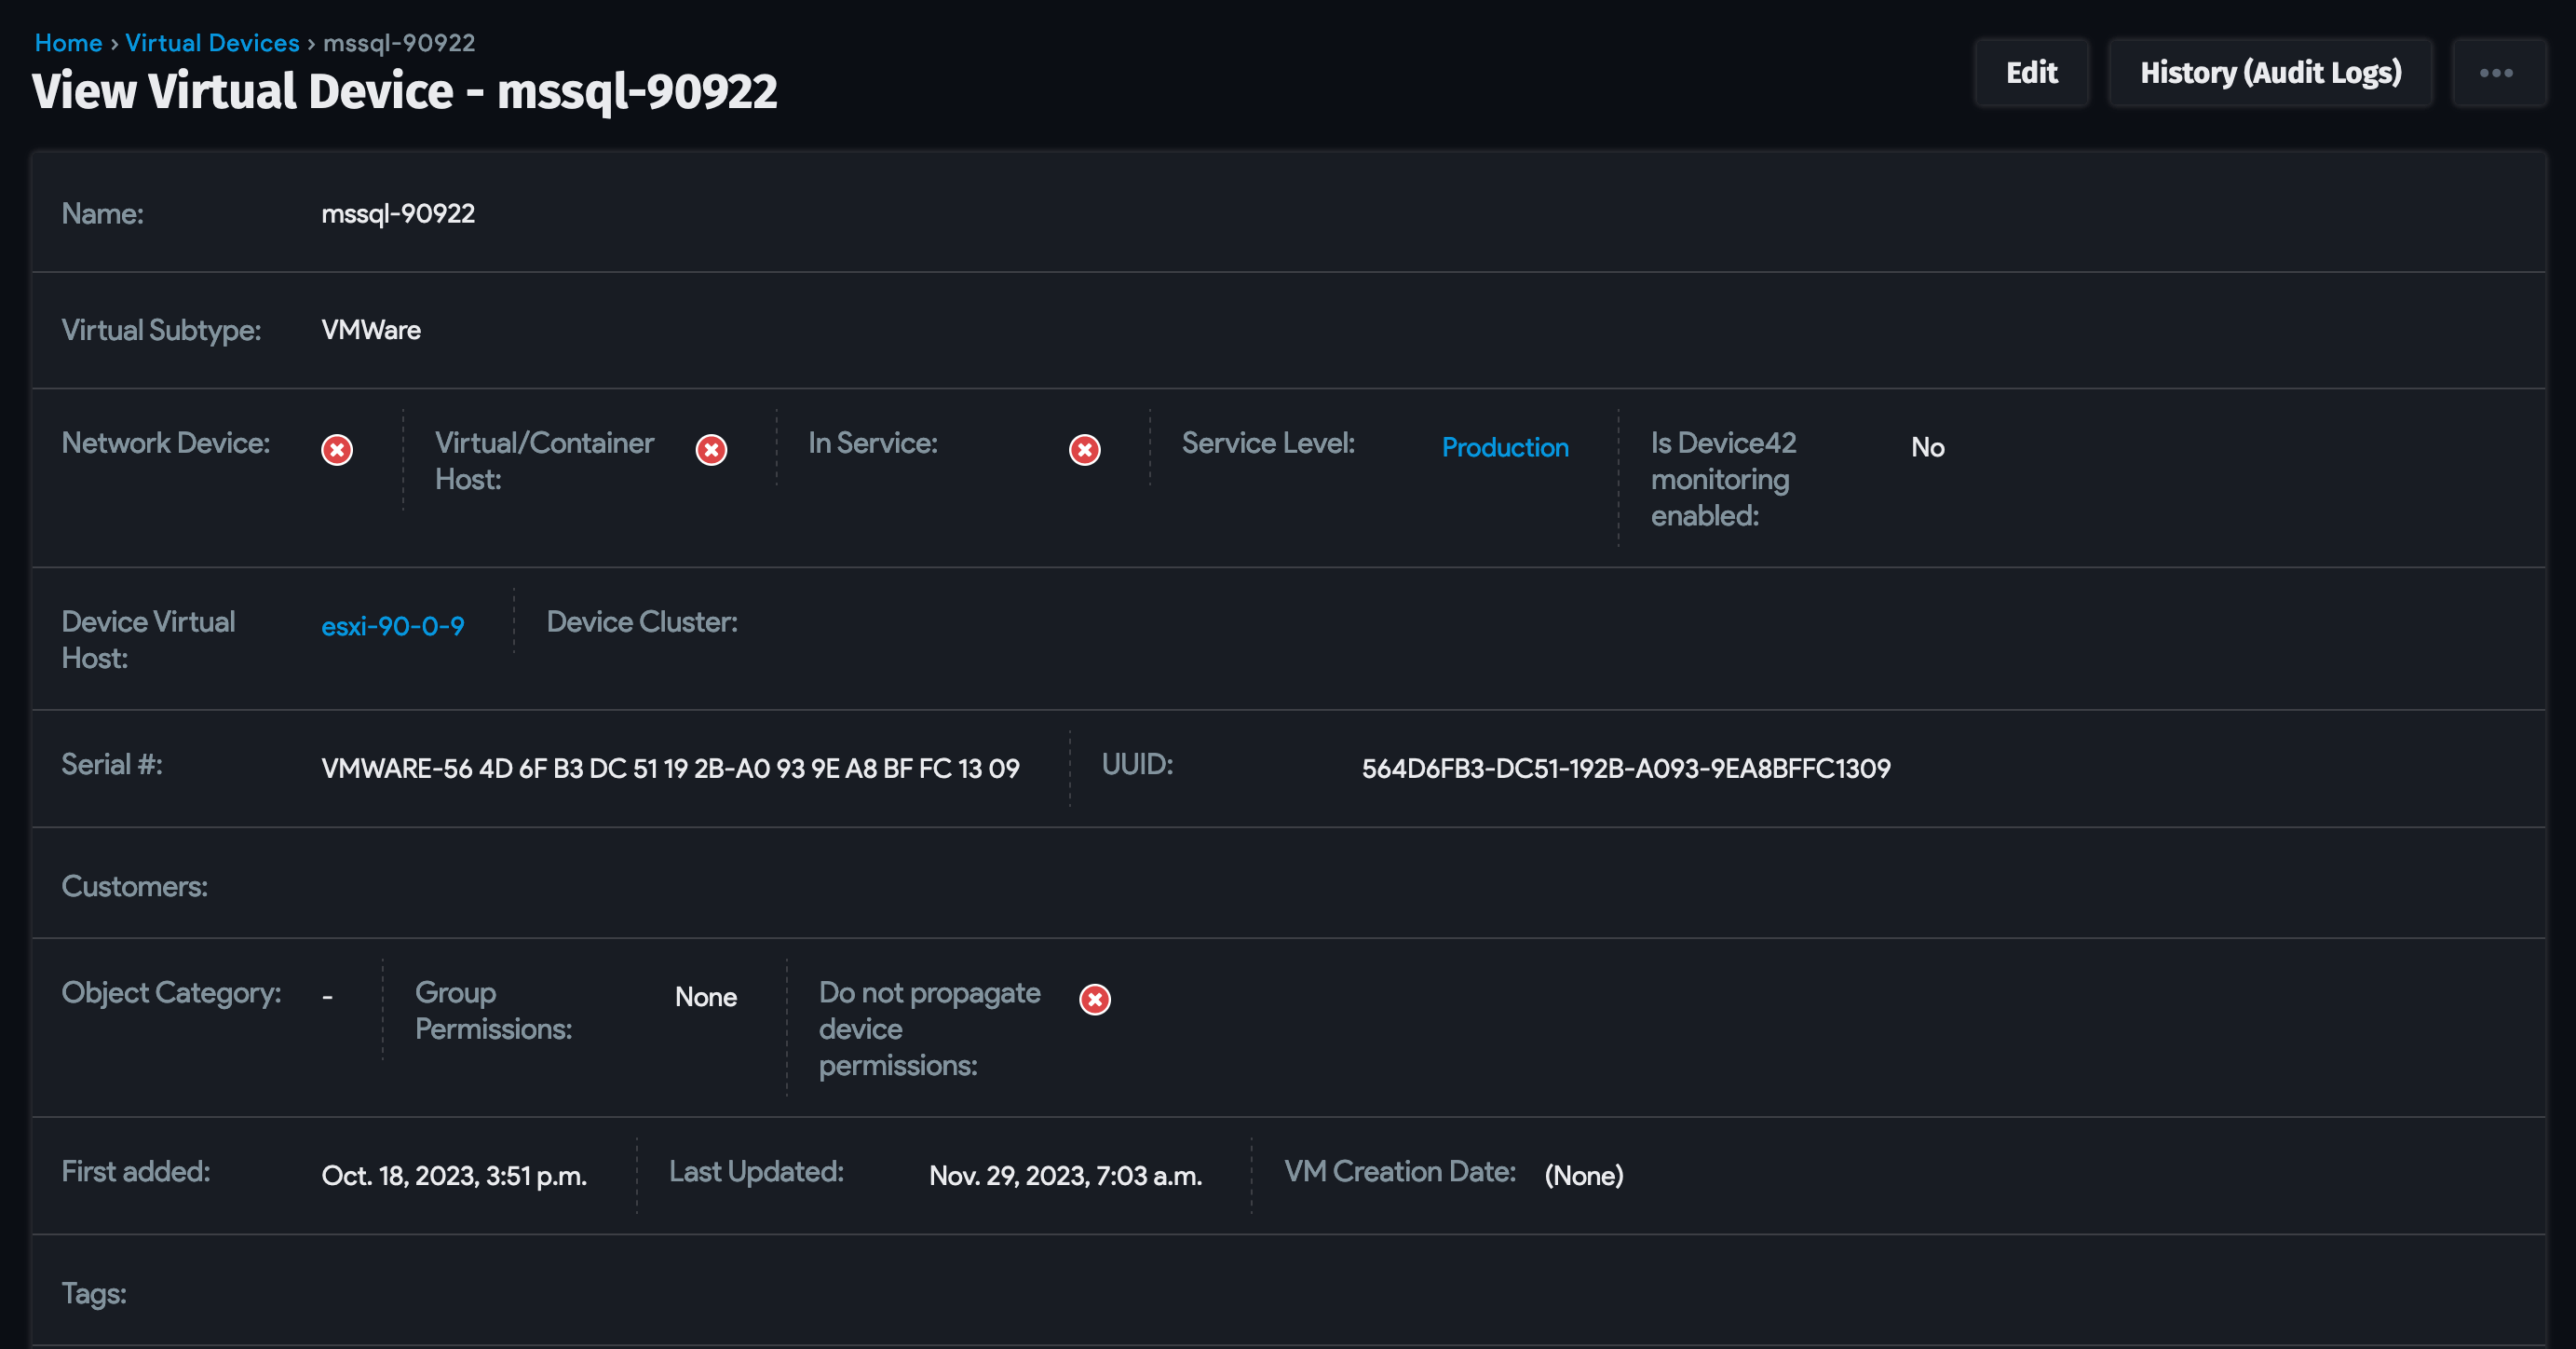 Home › Virtual Devices › mssql-90922
View Virtual Device - mssql-90922
Edit
History (Audit Logs)
Name: mssql-90922
Virtual Subtype: VMWare
Network Device:
Virtual/Container
Host:
In Service:
Service Level: Production
Is Device42
monitoring
enabled:
No
Device Virtual
Host:
esxi-90-0-9
Device Cluster:
Serial #: VMWARE-56 4D 6F B3 DC 51 19 2B-A0 93 9E A8 BF FC 13 09
UUID: 564D6FB3-DC51-192B-A093-9EA8BFFC1309
Customers:
Object Category: -
Group
Permissions:
None
Do not propagate
device
permissions:
First added: Oct. 18, 2023, 3:51 p.m.
Last Updated: Nov. 29, 2023, 7:03 a.m.
VM Creation Date: (None)
Tags: